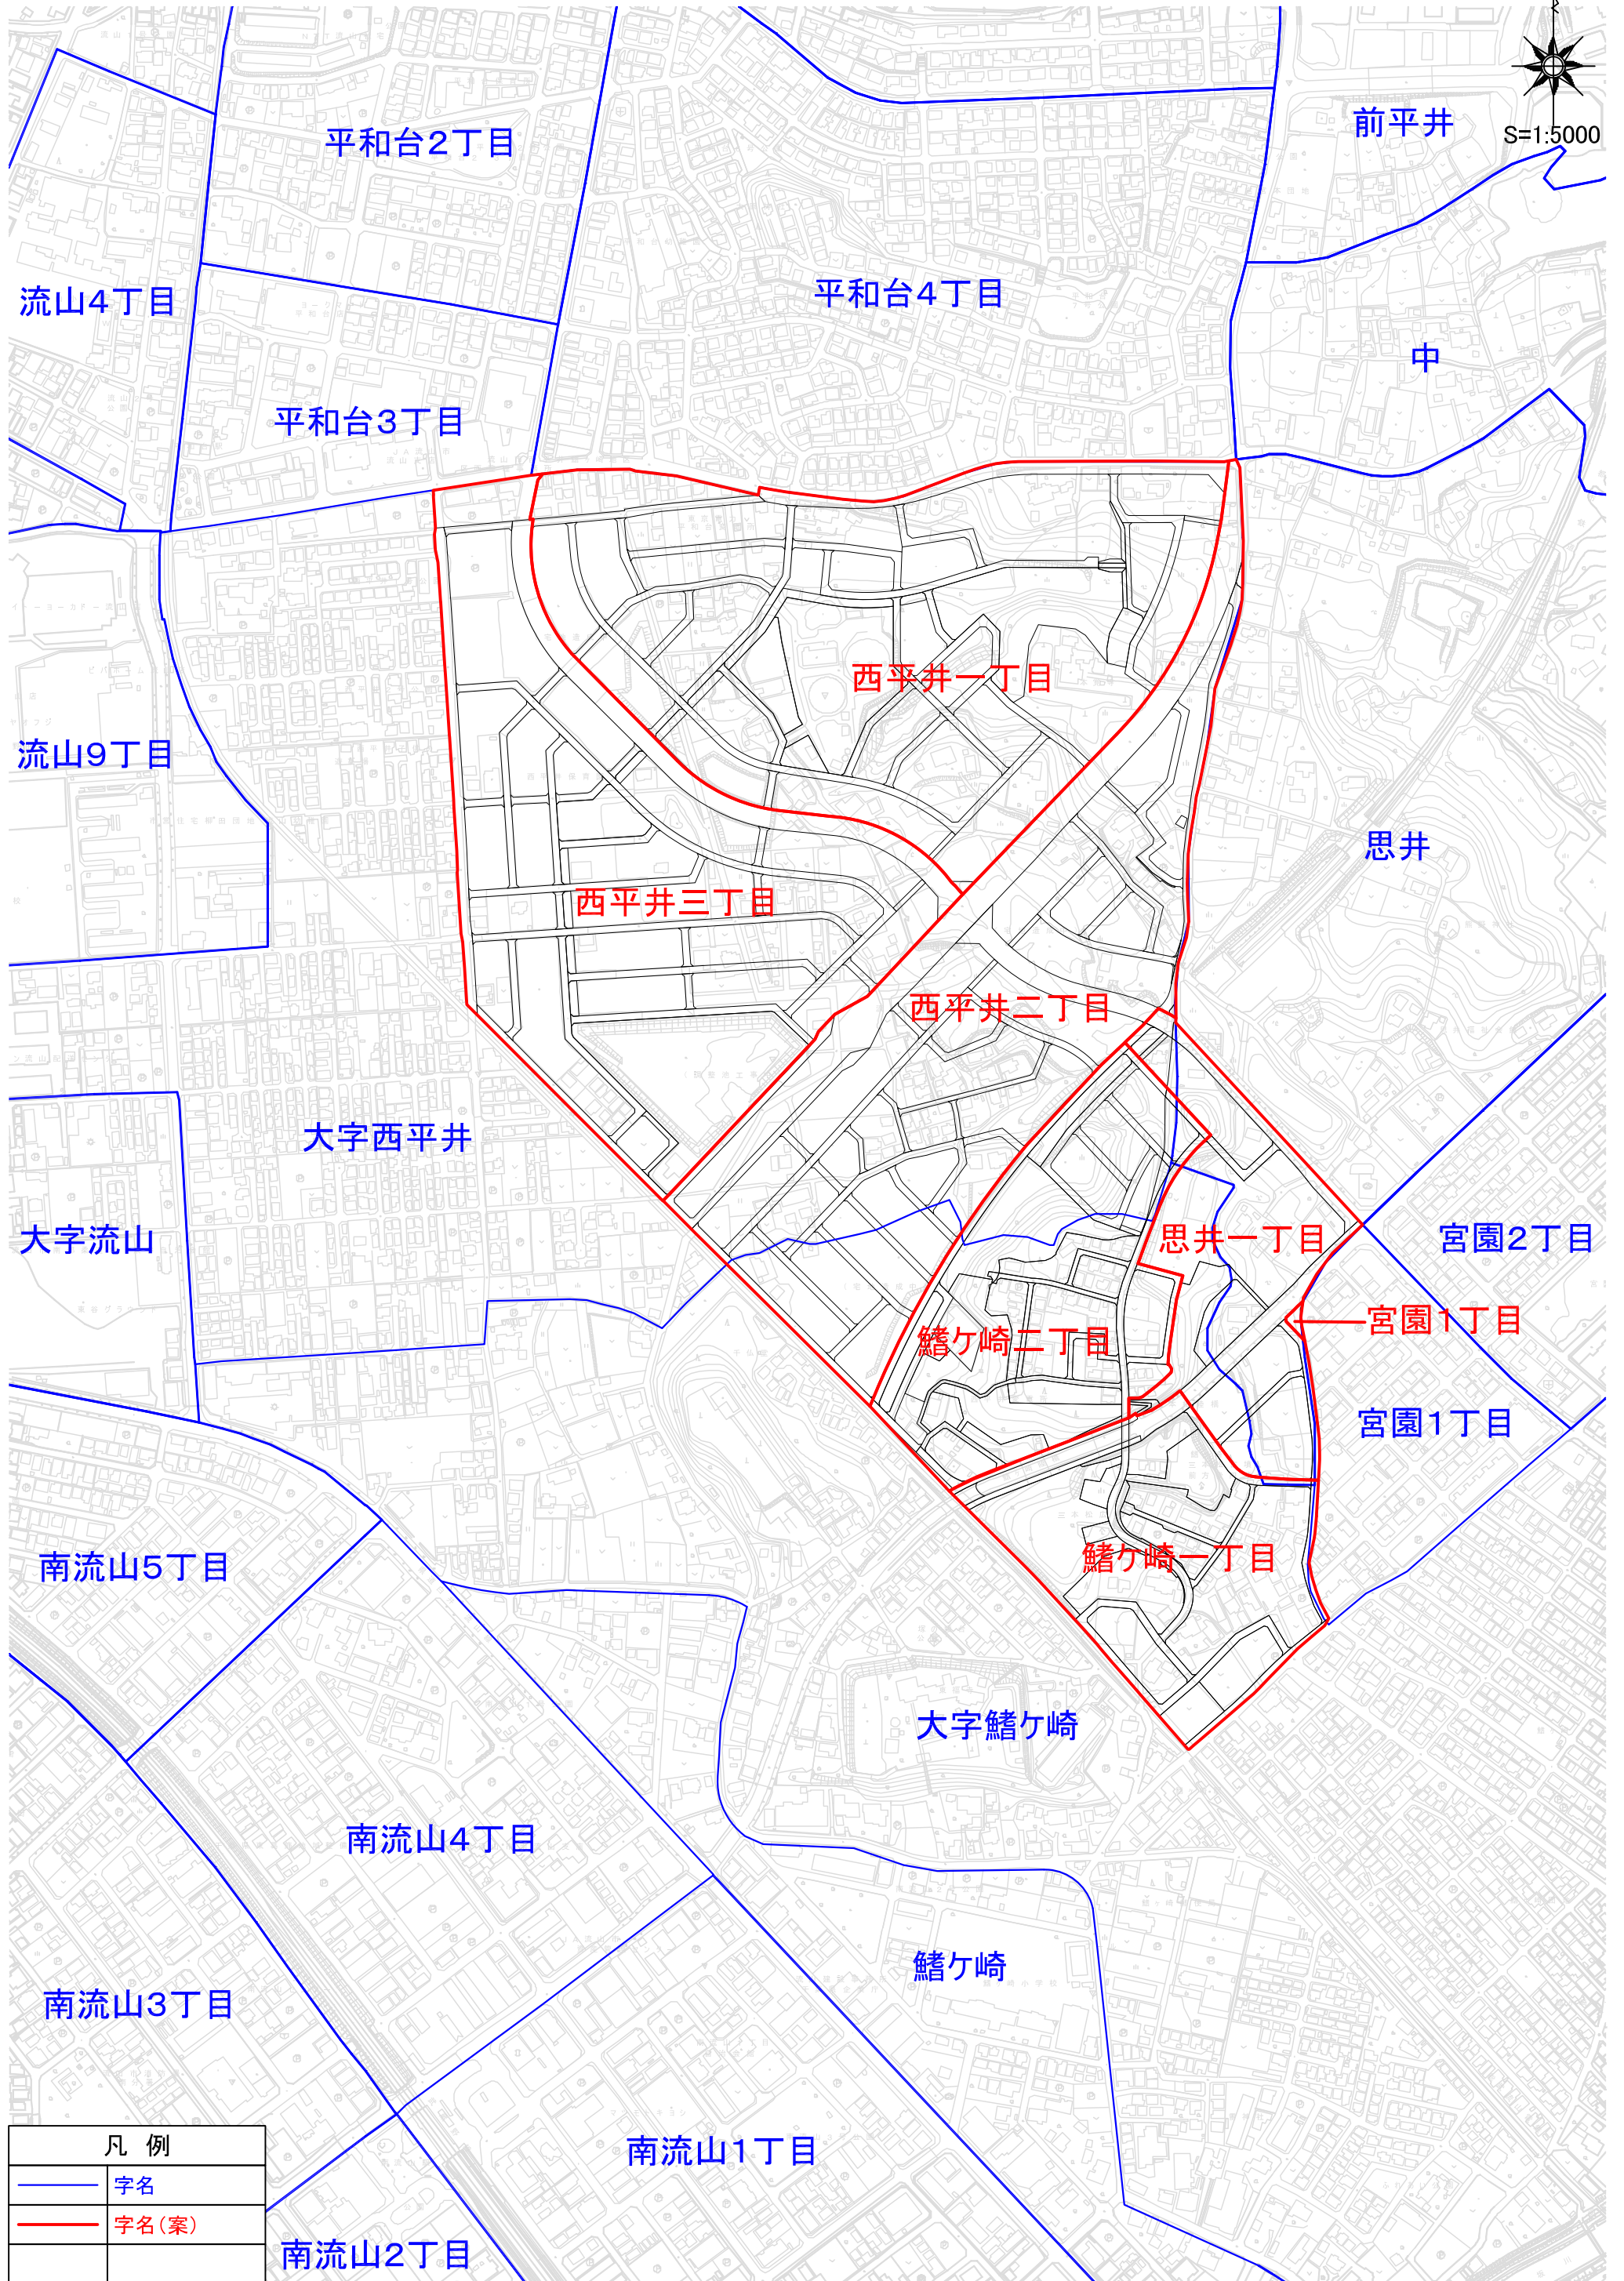 前平井
S=1:5000
平和台2丁目
流山4丁目
平和台4丁目
中
平和台3丁目
西平井一丁目
流山9丁目
思井
西平井三丁目
西平井二丁目
大字西平井
大字流山
思井一丁目
宮園2丁目
宮園1丁目
鰭ケ崎二丁目
宮園1丁目
南流山5丁目
鰭ケ崎一丁目
大字鰭ケ崎
南流山4丁目
鰭ケ崎
南流山3丁目
南流山1丁目
南流山2丁目
凡 例
字名
字名(案)